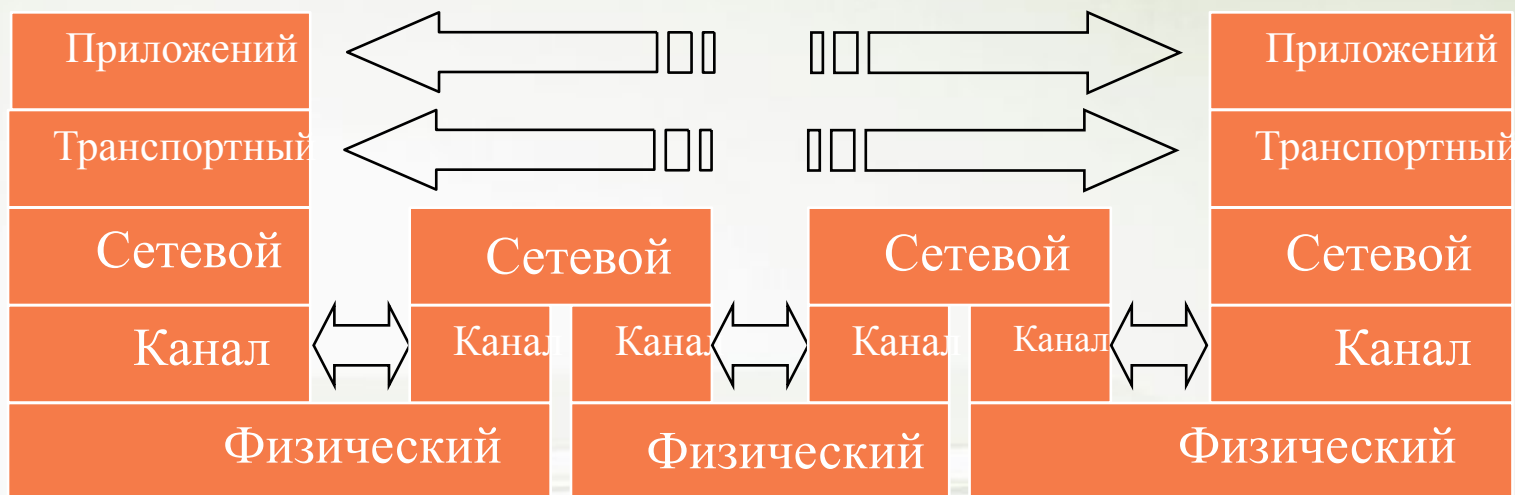 Приложений
Приложений
Транспортный
Транспортный
Сетевой
Сетевой
Сетевой
Сетевой
Канал
Канал
Канал
Канал
Канал
Канал
Физический
Физический
Физический